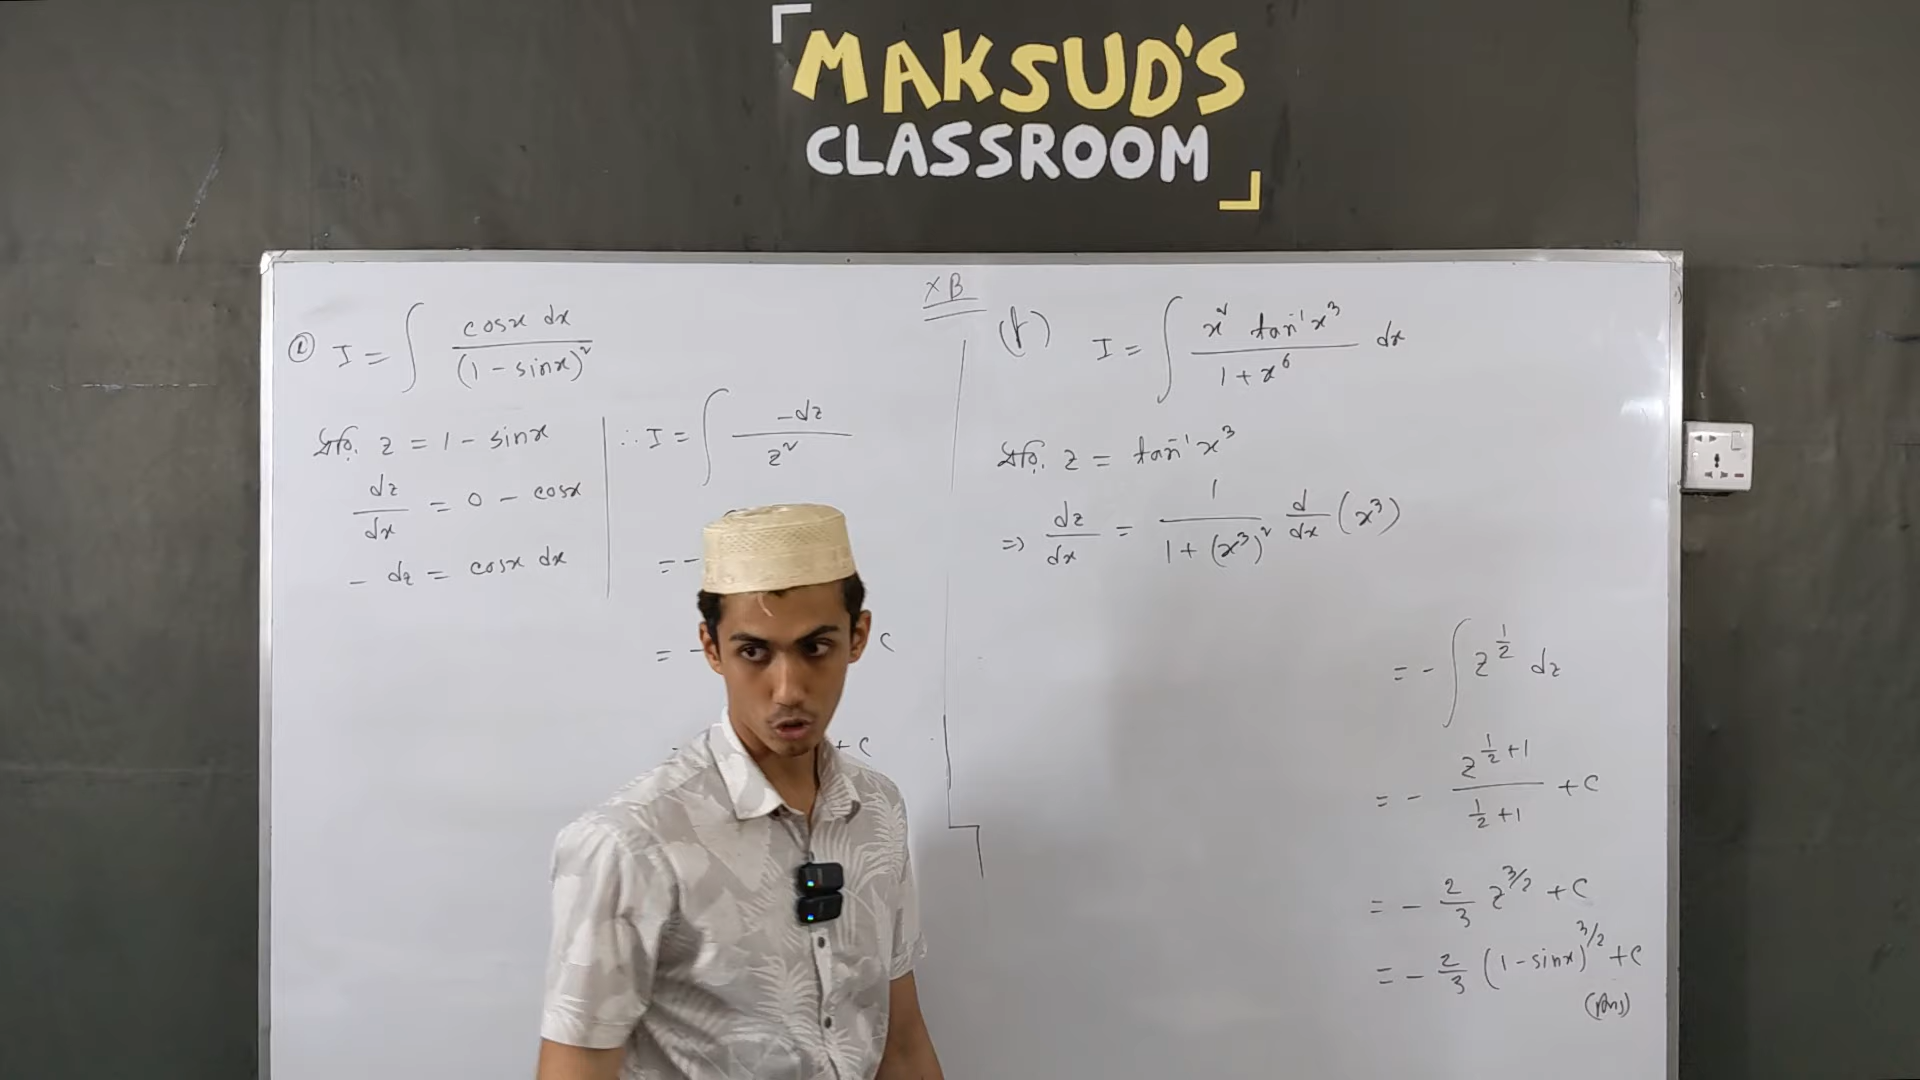 MAKSUD'S
CLASSROOM
XB
I = ∫ cosx dx / (1 - sinx)²
ধরি, z = 1 - sinx
dz/dx = 0 - cosx
- dz = cosx dx
∴ I = ∫ -dz / z²
= -
= - C
+ C
I = ∫ x² tan⁻¹x³ / 1 + x⁶ dx
ধরি, z = tan⁻¹x³
⇒ dz/dx = 1 / 1 + (x³)² d/dx (x³)
= - ∫ z^1/2 dz
= - z^1/2 +1 / 1/2 +1 + C
= - 2/3 z^3/2 + C
= - 2/3 (1 - sinx)^3/2 + C
(Ans)